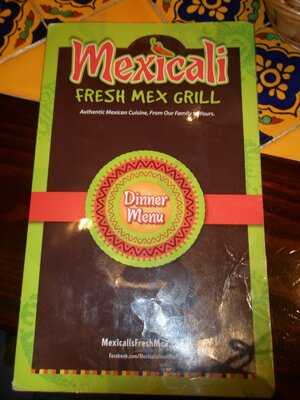 Mexicali
FRESH MEX GRILL
Authentic Mexican Cuisine, From Our Family to Yours.
Dinner
Menu